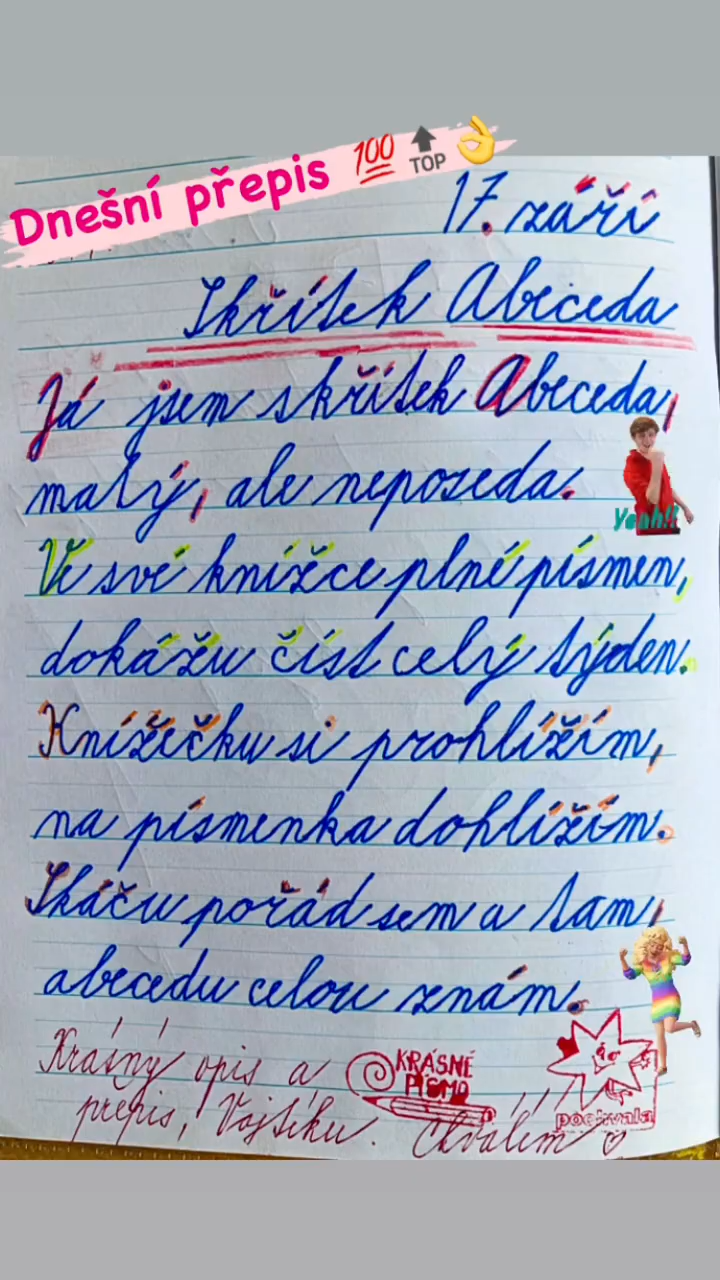 Dnešní přepis 💯 🔝 👌
17. září
Skřítek Abeceda
Já jsem skřítek Abeceda,
malý, ale neposeda.
Ve své knížce plné písmen,
Yeah!!
dokážu číst celý týden.
Knížečku si prohlížím,
na písmenka dohlížím.
Skáču pořád sem a tam,
abecedu celou znám.
Krásný opis a
přepis, Vojtíku. Chválím ♡
KRÁSNÉ
PÍSMO
pochvala